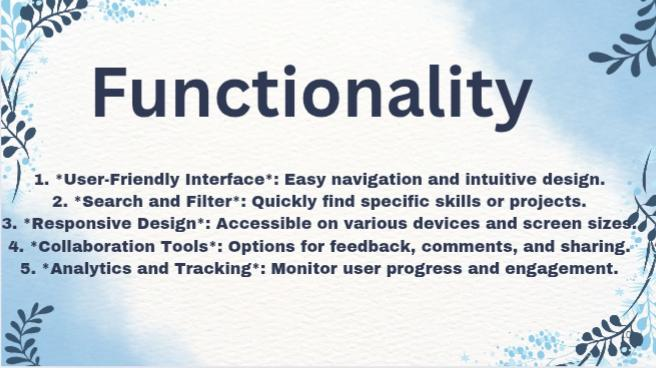 Functionality
1. *User-Friendly Interface*: Easy navigation and intuitive design.
2. *Search and Filter*: Quickly find specific skills or projects.
3. *Responsive Design*: Accessible on various devices and screen sizes.
4. *Collaboration Tools*: Options for feedback, comments, and sharing.
5. *Analytics and Tracking*: Monitor user progress and engagement.